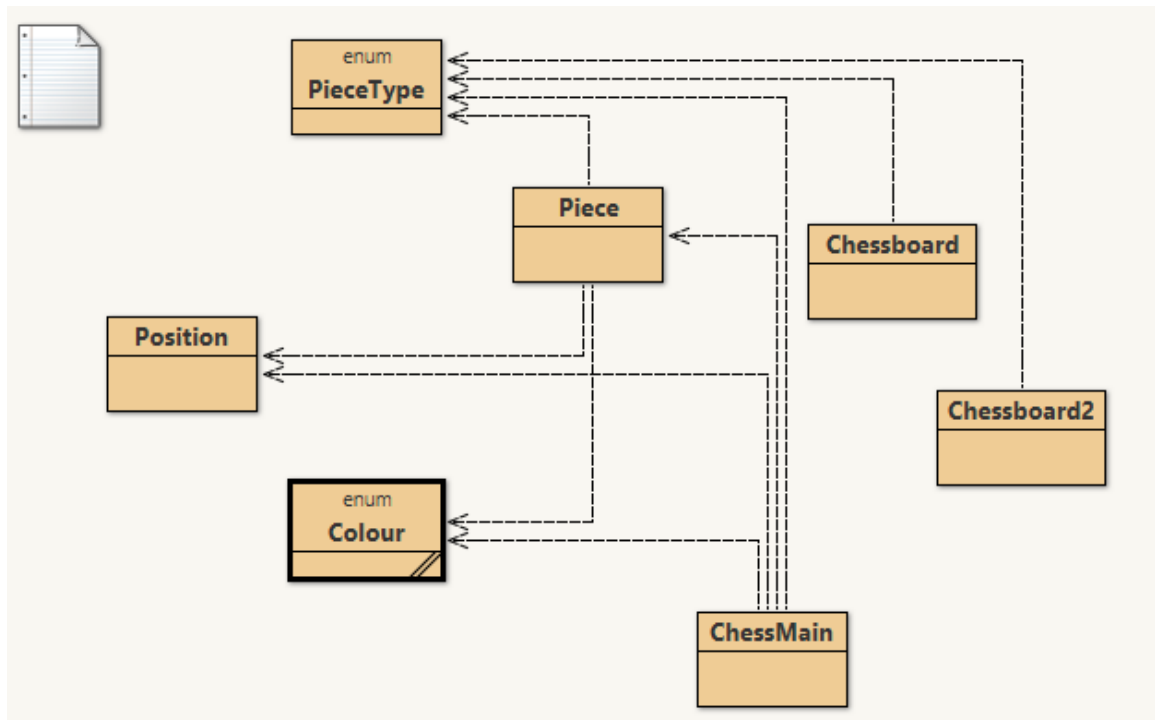 enum
PieceType
Piece
Chessboard
Position
Chessboard2
enum
Colour
ChessMain